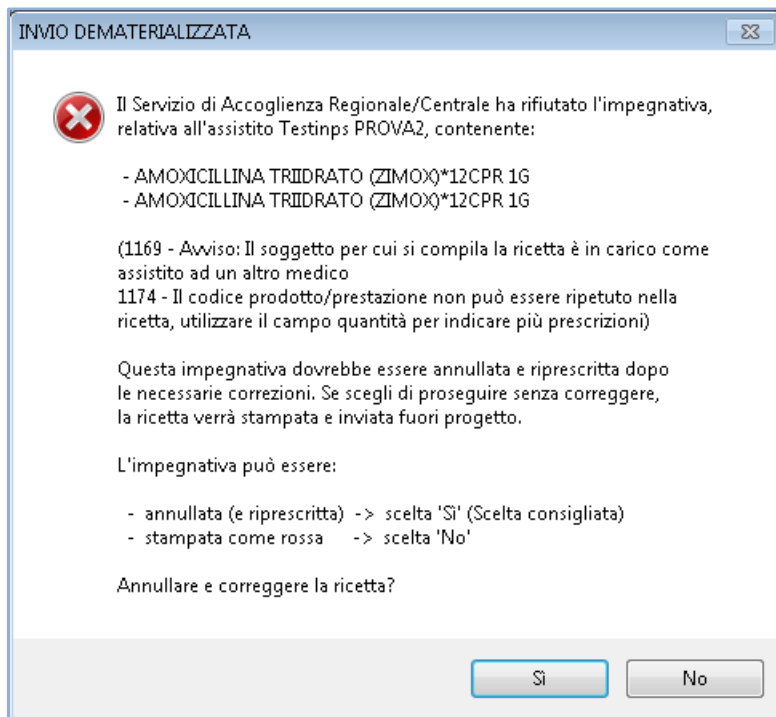 INVIO DEMATERIALIZZATA
Il Servizio di Accoglienza Regionale/Centrale ha rifiutato l'impegnativa,
relativa all'assistito Testinps PROVA2, contenente:
- AMOXICILLINA TRIIDRATO (ZIMOX)*12CPR 1G
- AMOXICILLINA TRIIDRATO (ZIMOX)*12CPR 1G
(1169 - Avviso: Il soggetto per cui si compila la ricetta è in carico come
assistito ad un altro medico
1174 - Il codice prodotto/prestazione non può essere ripetuto nella
ricetta, utilizzare il campo quantità per indicare più prescrizioni)
Questa impegnativa dovrebbe essere annullata e riprescritta dopo
le necessarie correzioni. Se scegli di proseguire senza correggere,
la ricetta verrà stampata e inviata fuori progetto.
L'impegnativa può essere:
- annullata (e riprescritta) -> scelta 'Sì' (Scelta consigliata)
- stampata come rossa -> scelta 'No'
Annullare e correggere la ricetta?
Sì
No